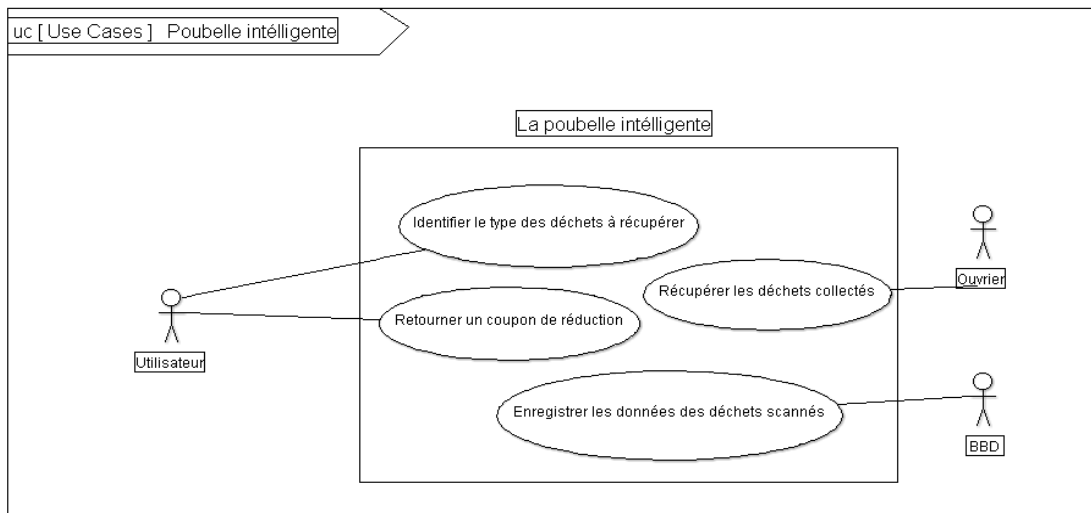 uc [ Use Cases ] Poubelle intélligente
La poubelle intélligente
Identifier le type des déchets à récupérer
Récupérer les déchets collectés
Ouvrier
Retourner un coupon de réduction
Utilisateur
Enregistrer les données des déchets scannés
BBD